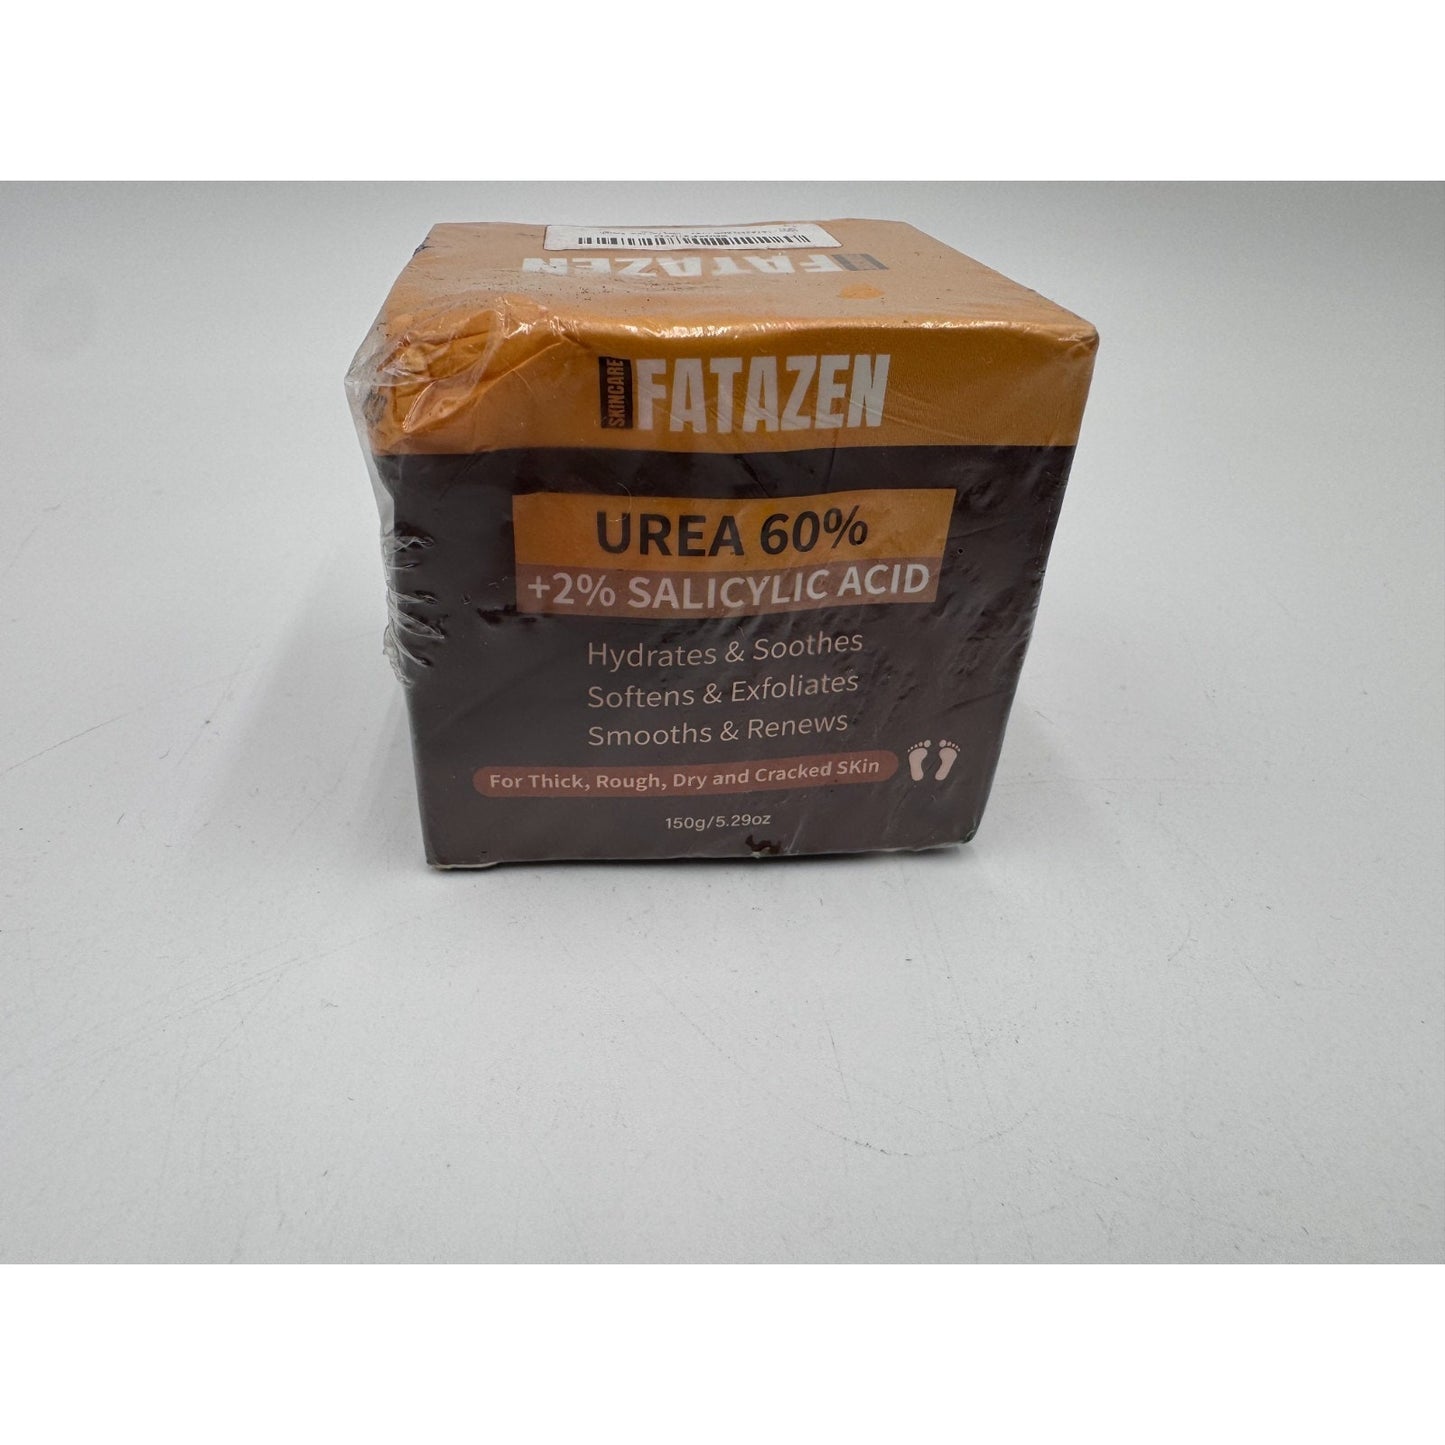 FATAZEN
SKINCARE
FATAZEN
UREA 60%
+2% SALICYLIC ACID
Hydrates & Soothes
Softens & Exfoliates
Smooths & Renews
For Thick, Rough, Dry and Cracked SKin
150g/5.29oz